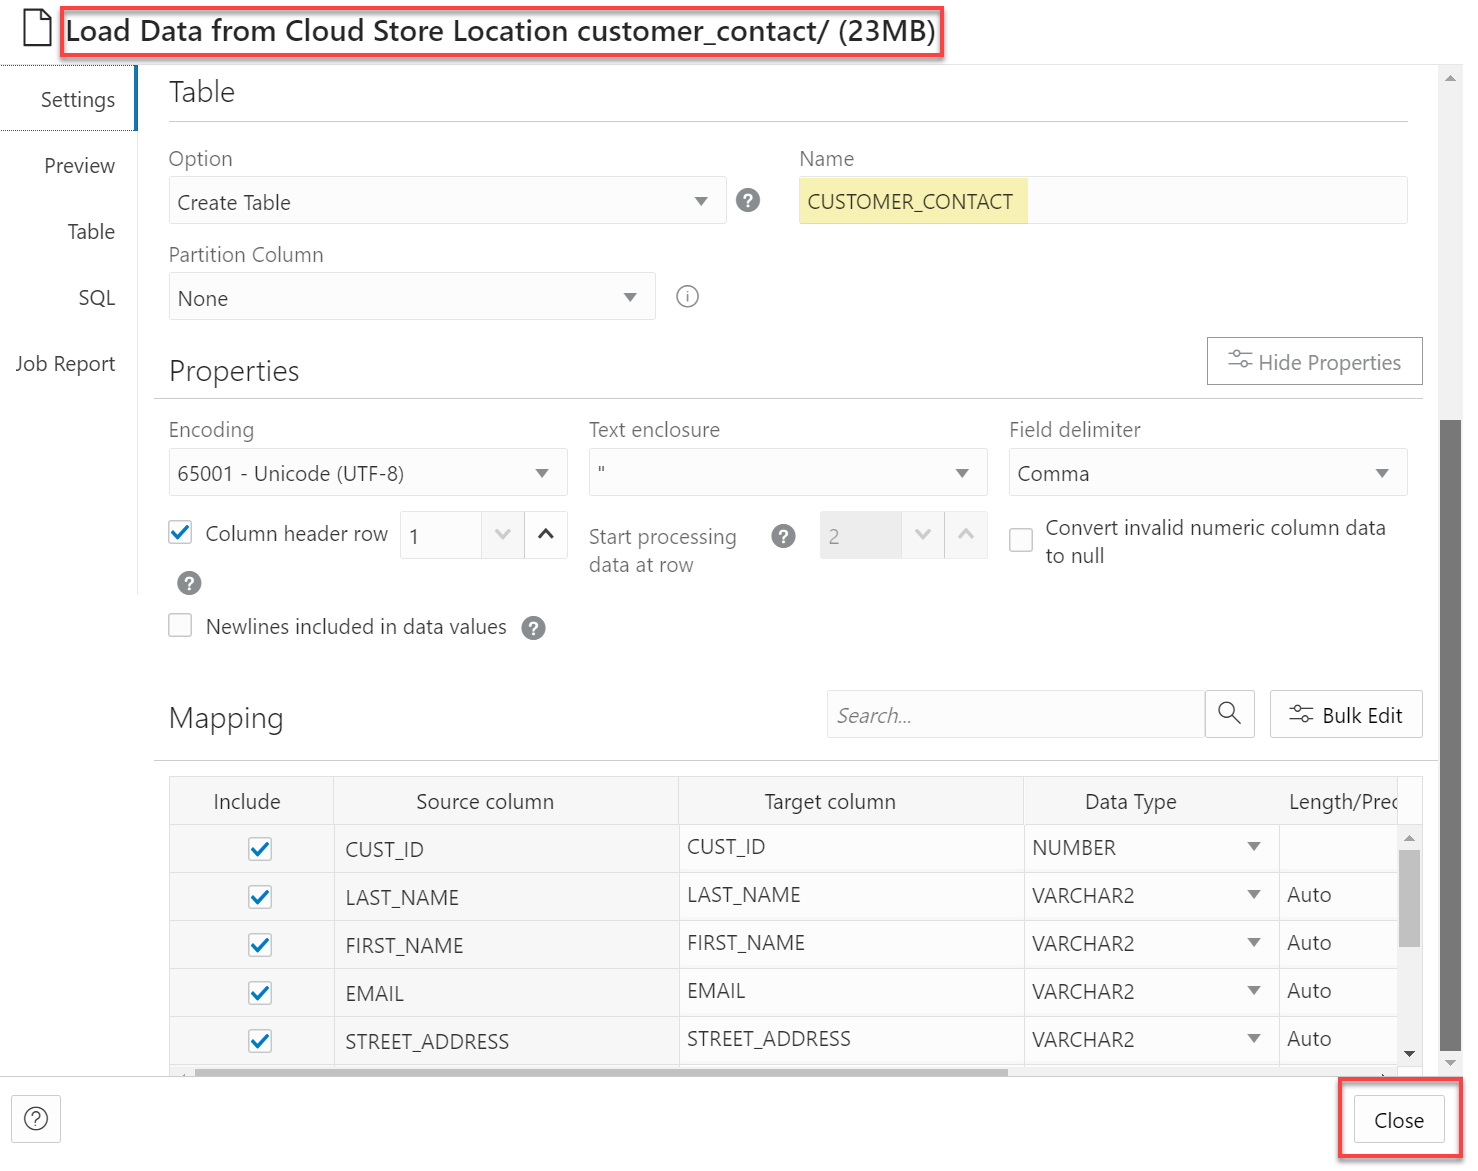 Load Data from Cloud Store Location customer_contact/ (23MB)
Settings
Preview
Table
SQL
Job Report
Table
Option
Name
Create Table
CUSTOMER_CONTACT
Partition Column
None
Properties
Hide Properties
Encoding
Text enclosure
Field delimiter
65001 - Unicode (UTF-8)
"
Comma
Column header row
1
Start processing
data at row
2
Convert invalid numeric column data
to null
Newlines included in data values
Mapping
Search...
Bulk Edit
Include Source column Target column Data Type Length/Prec
CUST_ID CUST_ID NUMBER
LAST_NAME LAST_NAME VARCHAR2 Auto
FIRST_NAME FIRST_NAME VARCHAR2 Auto
EMAIL EMAIL VARCHAR2 Auto
STREET_ADDRESS STREET_ADDRESS VARCHAR2 Auto
Close